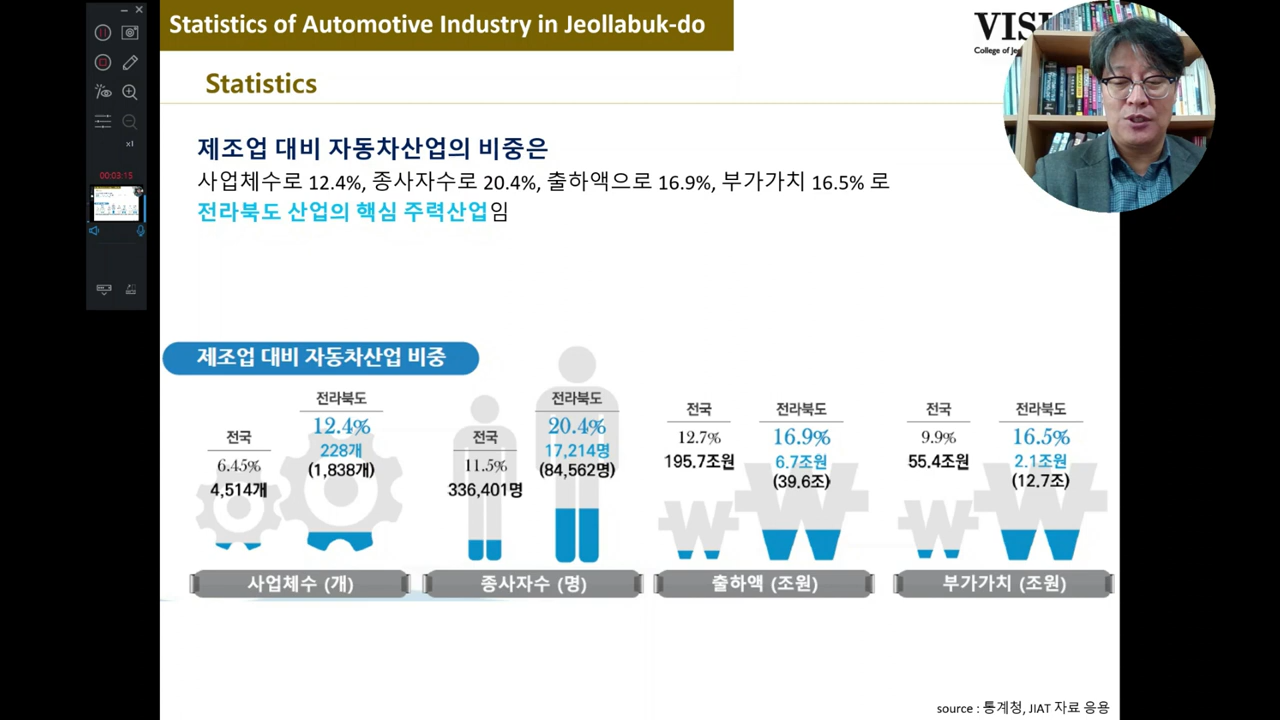 Statistics of Automotive Industry in Jeollabuk-do
VISI
College of Je
Statistics
x1
00:03:15
제조업 대비 자동차산업의 비중은
사업체수로 12.4%, 종사자수로 20.4%, 출하액으로 16.9%, 부가가치 16.5% 로
전라북도 산업의 핵심 주력산업임
제조업 대비 자동차산업 비중
전국
6.45%
4,514개
전라북도
12.4%
228개
(1,838개)
사업체수 (개)
전국
11.5%
336,401명
전라북도
20.4%
17,214명
(84,562명)
종사자수 (명)
전국
12.7%
195.7조원
전라북도
16.9%
6.7조원
(39.6조)
출하액 (조원)
전국
9.9%
55.4조원
전라북도
16.5%
2.1조원
(12.7조)
부가가치 (조원)
source : 통계청, JIAT 자료 응용